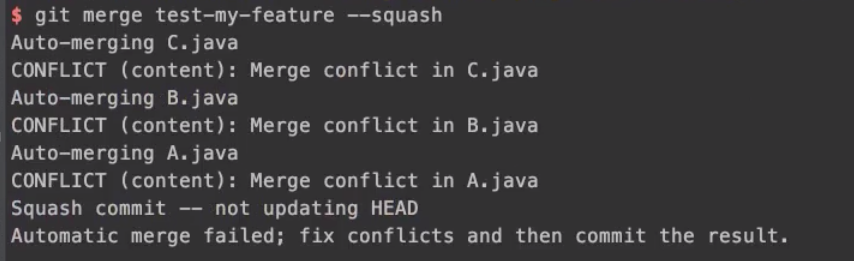 $ git merge test-my-feature --squash
Auto-merging C.java
CONFLICT (content): Merge conflict in C.java
Auto-merging B.java
CONFLICT (content): Merge conflict in B.java
Auto-merging A.java
CONFLICT (content): Merge conflict in A.java
Squash commit -- not updating HEAD
Automatic merge failed; fix conflicts and then commit the result.